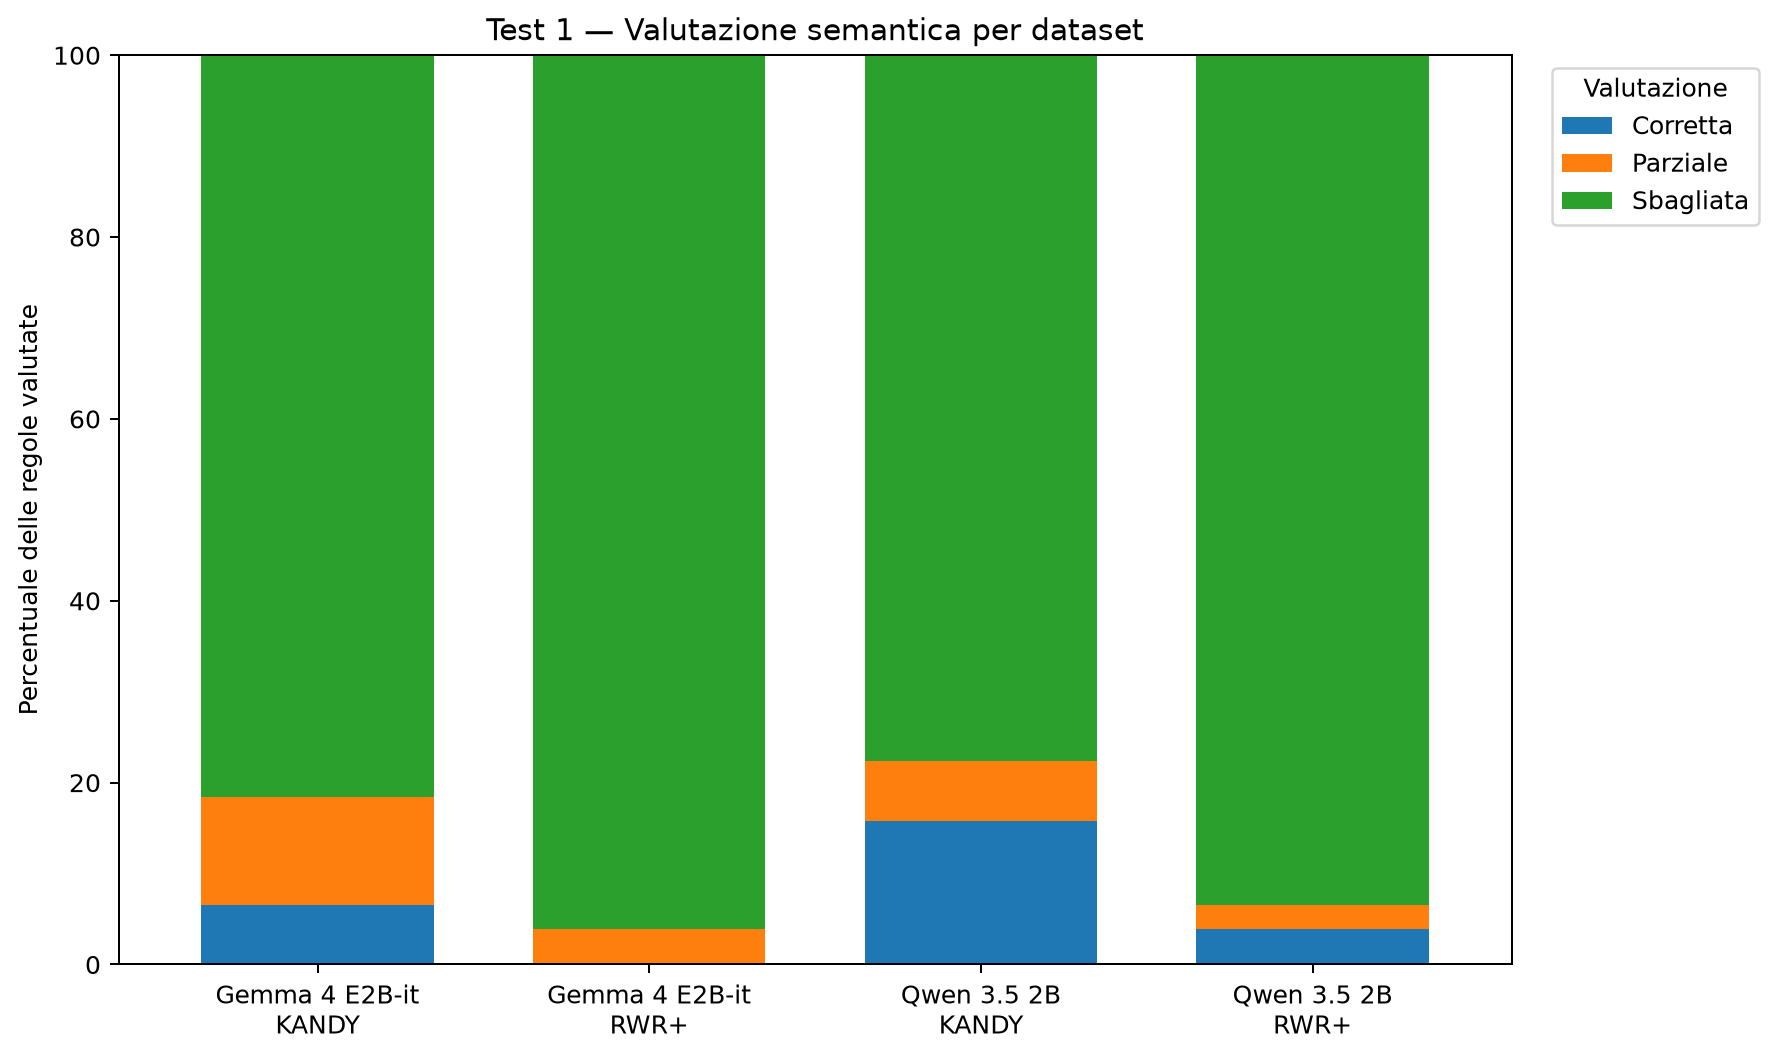 Test 1 — Valutazione semantica per dataset
Percentuale delle regole valutate
100
80
60
40
20
0
Gemma 4 E2B-it
KANDY
Gemma 4 E2B-it
RWR+
Qwen 3.5 2B
KANDY
Qwen 3.5 2B
RWR+
Valutazione
Corretta
Parziale
Sbagliata